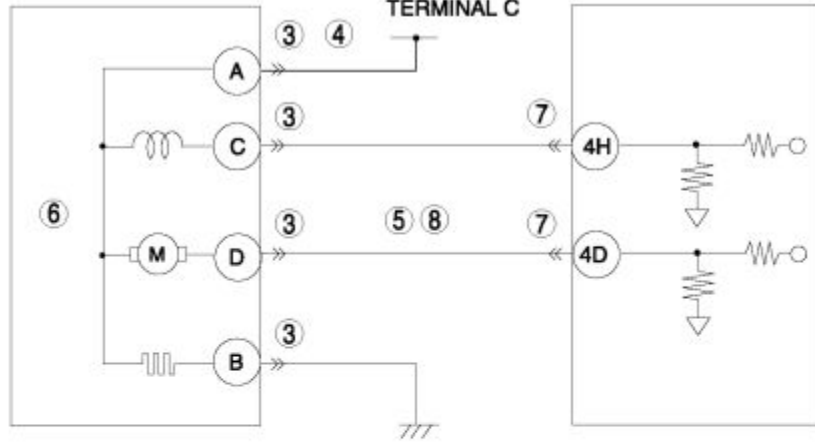 TERMINAL C
③ ④
A
③ ⑦
C 4H
⑥
③ ⑤ ⑧ ⑦
M D 4D
③
B